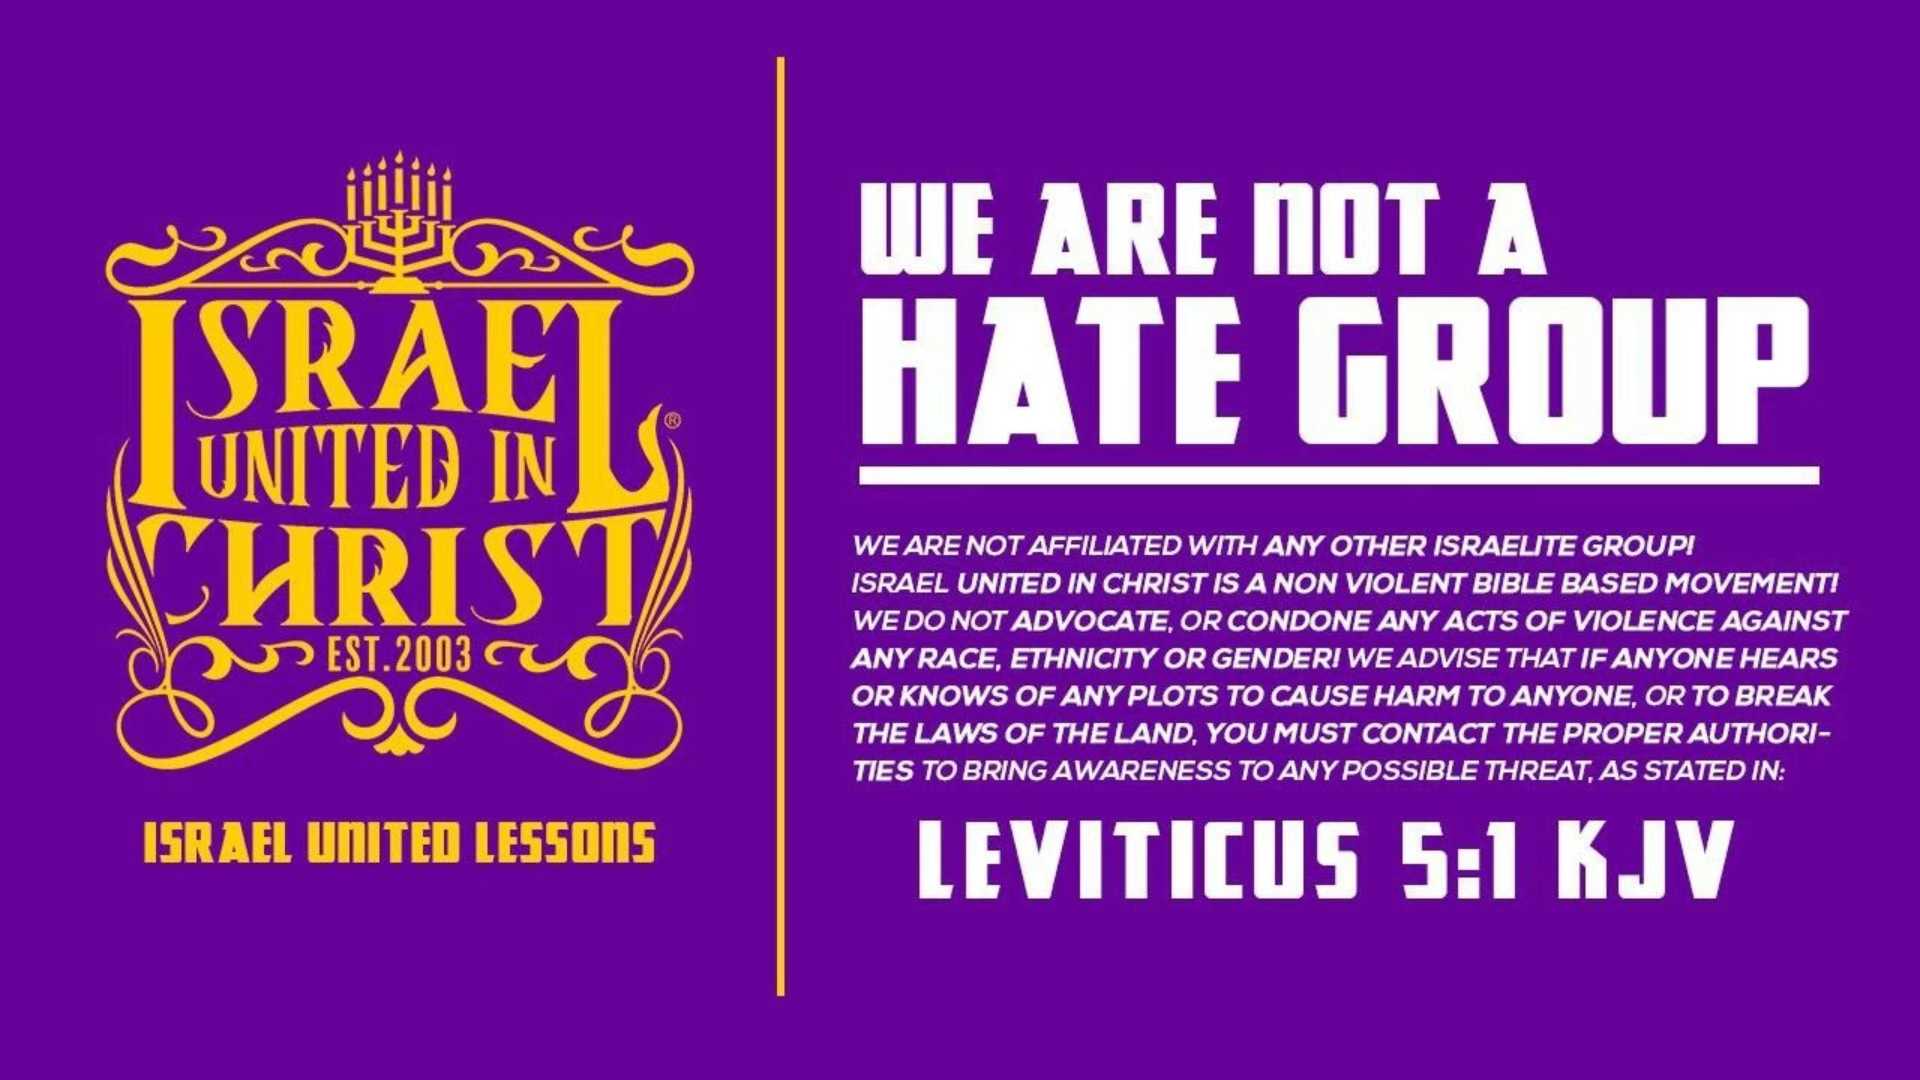 ISRAEL
UNITED IN
CHRIST
®
EST.2003
ISRAEL UNITED LESSONS
WE ARE NOT A
HATE GROUP
WE ARE NOT AFFILIATED WITH ANY OTHER ISRAELITE GROUP!
ISRAEL UNITED IN CHRIST IS A NON VIOLENT BIBLE BASED MOVEMENT!
WE DO NOT ADVOCATE, OR CONDONE ANY ACTS OF VIOLENCE AGAINST
ANY RACE, ETHNICITY OR GENDER! WE ADVISE THAT IF ANYONE HEARS
OR KNOWS OF ANY PLOTS TO CAUSE HARM TO ANYONE, OR TO BREAK
THE LAWS OF THE LAND, YOU MUST CONTACT THE PROPER AUTHORI-
TIES TO BRING AWARENESS TO ANY POSSIBLE THREAT, AS STATED IN:
LEVITICUS 5:1 KJV